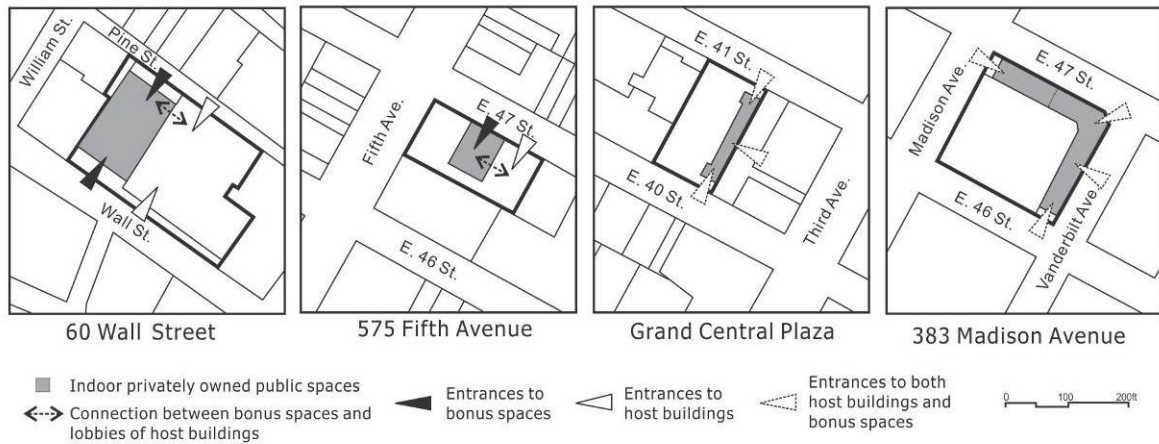 William St.
Pine St.
Wall St.
60 Wall Street
Fifth Ave.
E. 47 St.
E. 46 St.
575 Fifth Avenue
E. 41 St.
E. 40 St.
Third Ave.
Grand Central Plaza
Madison Ave.
E. 47 St.
E. 46 St.
Vanderbilt Ave.
383 Madison Avenue
Indoor privately owned public spaces
Connection between bonus spaces and
lobbies of host buildings
Entrances to
bonus spaces
Entrances to
host buildings
Entrances to both
host buildings and
bonus spaces
0 100 200ft